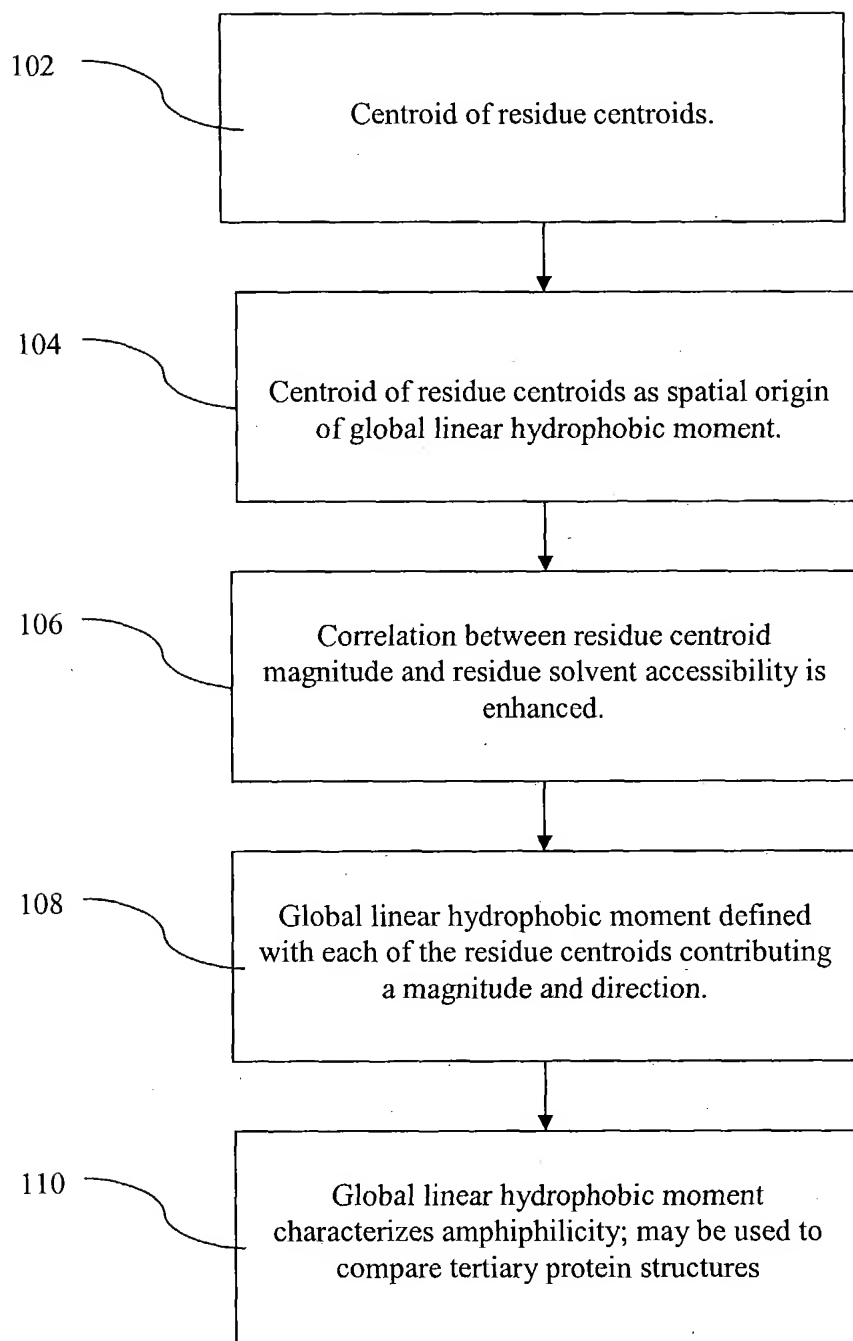 102
Centroid of residue centroids.
104
Centroid of residue centroids as spatial origin
of global linear hydrophobic moment.
106
Correlation between residue centroid
magnitude and residue solvent accessibility is
enhanced.
108
Global linear hydrophobic moment defined
with each of the residue centroids contributing
a magnitude and direction.
110
Global linear hydrophobic moment
characterizes amphiphilicity; may be used to
compare tertiary protein structures